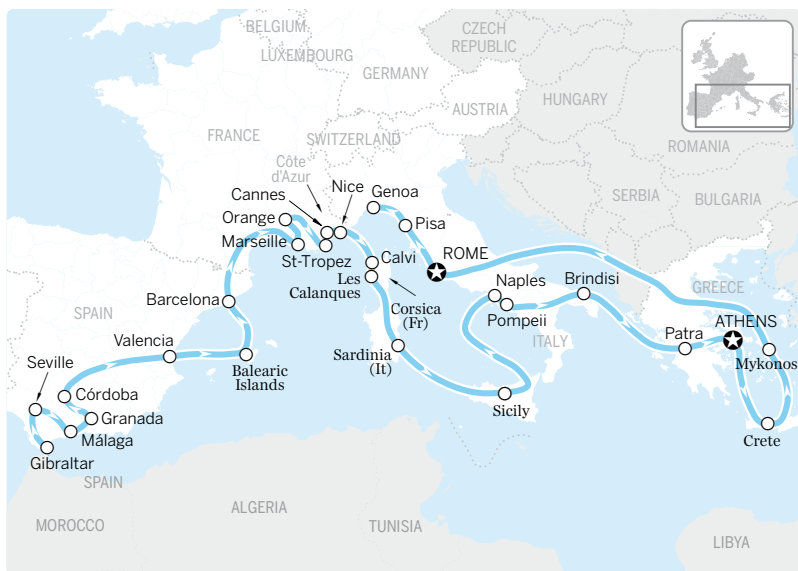 BELGIUM
CZECH
REPUBLIC
LUXEMBOURG
GERMANY
AUSTRIA
HUNGARY
FRANCE
SWITZERLAND
ROMANIA
Côte
d'Azur
SERBIA
BULGARIA
Cannes
Nice
Genoa
Orange
Pisa
Marseille
St-Tropez
ROME
Calvi
Les
Calanques
Naples
Brindisi
GREECE
Barcelona
Corsica
(Fr)
Pompeii
SPAIN
ATHENS
Valencia
ITALY
Patra
Seville
Balearic
Islands
Sardinia
(It)
Mykonos
Córdoba
Granada
Sicily
Málaga
Crete
Gibraltar
SPAIN
ALGERIA
MOROCCO
TUNISIA
LIBYA